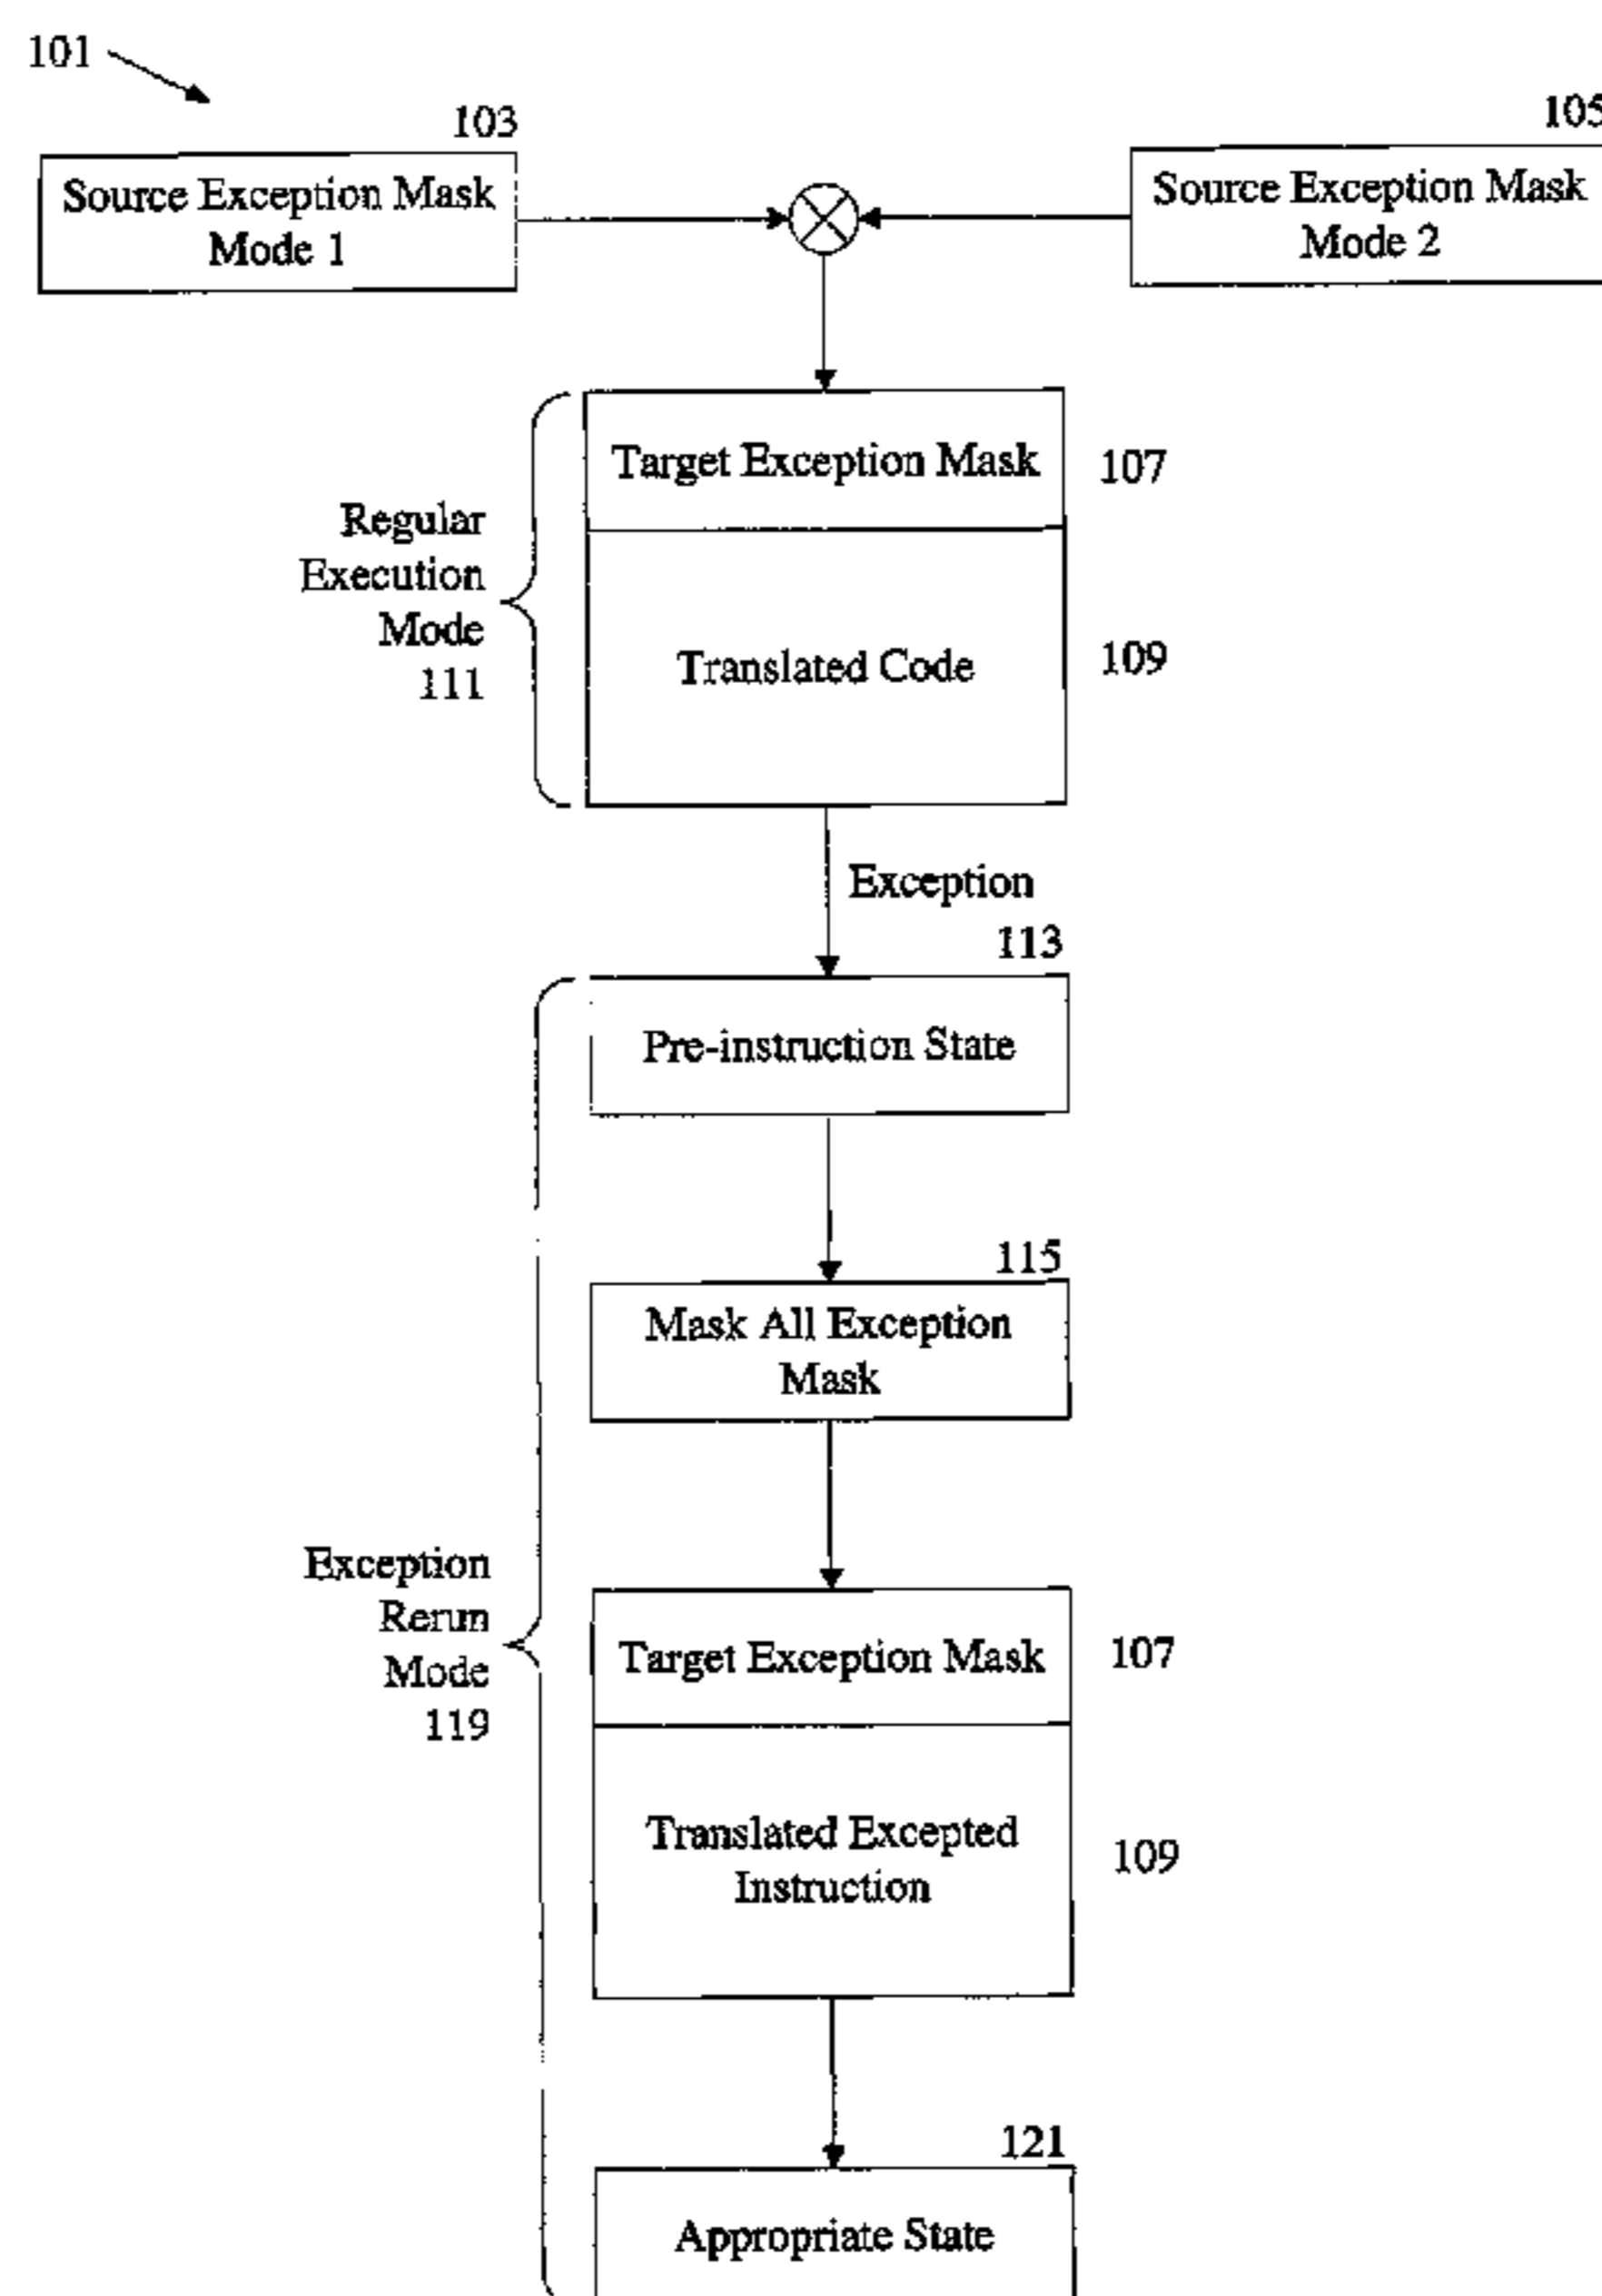 101
103
105
Source Exception Mask
Mode 1
Source Exception Mask
Mode 2
Target Exception Mask
107
Regular
Execution
Mode
111
Translated Code
109
Exception
113
Pre-instruction State
115
Mask All Exception
Mask
Exception
Rerun
Mode
119
Target Exception Mask
107
Translated Excepted
Instruction
109
121
Appropriate State